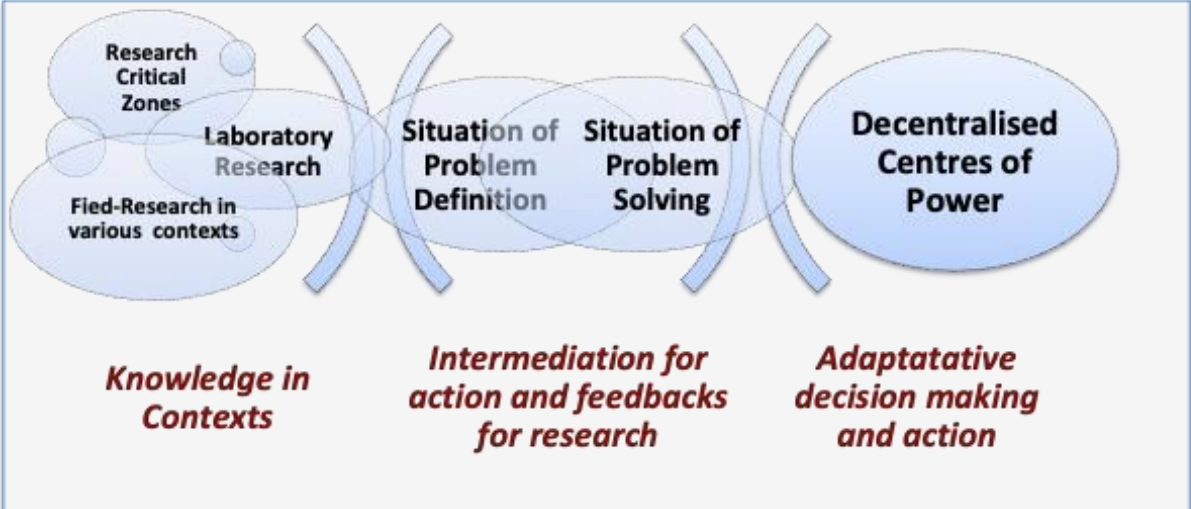 Research
Critical
Zones
Laboratory
Research
Fied-Research in
various contexts
Situation of
Problem
Definition
Situation of
Problem
Solving
Decentralised
Centres of
Power
Knowledge in
Contexts
Intermediation for
action and feedbacks
for research
Adaptatative
decision making
and action